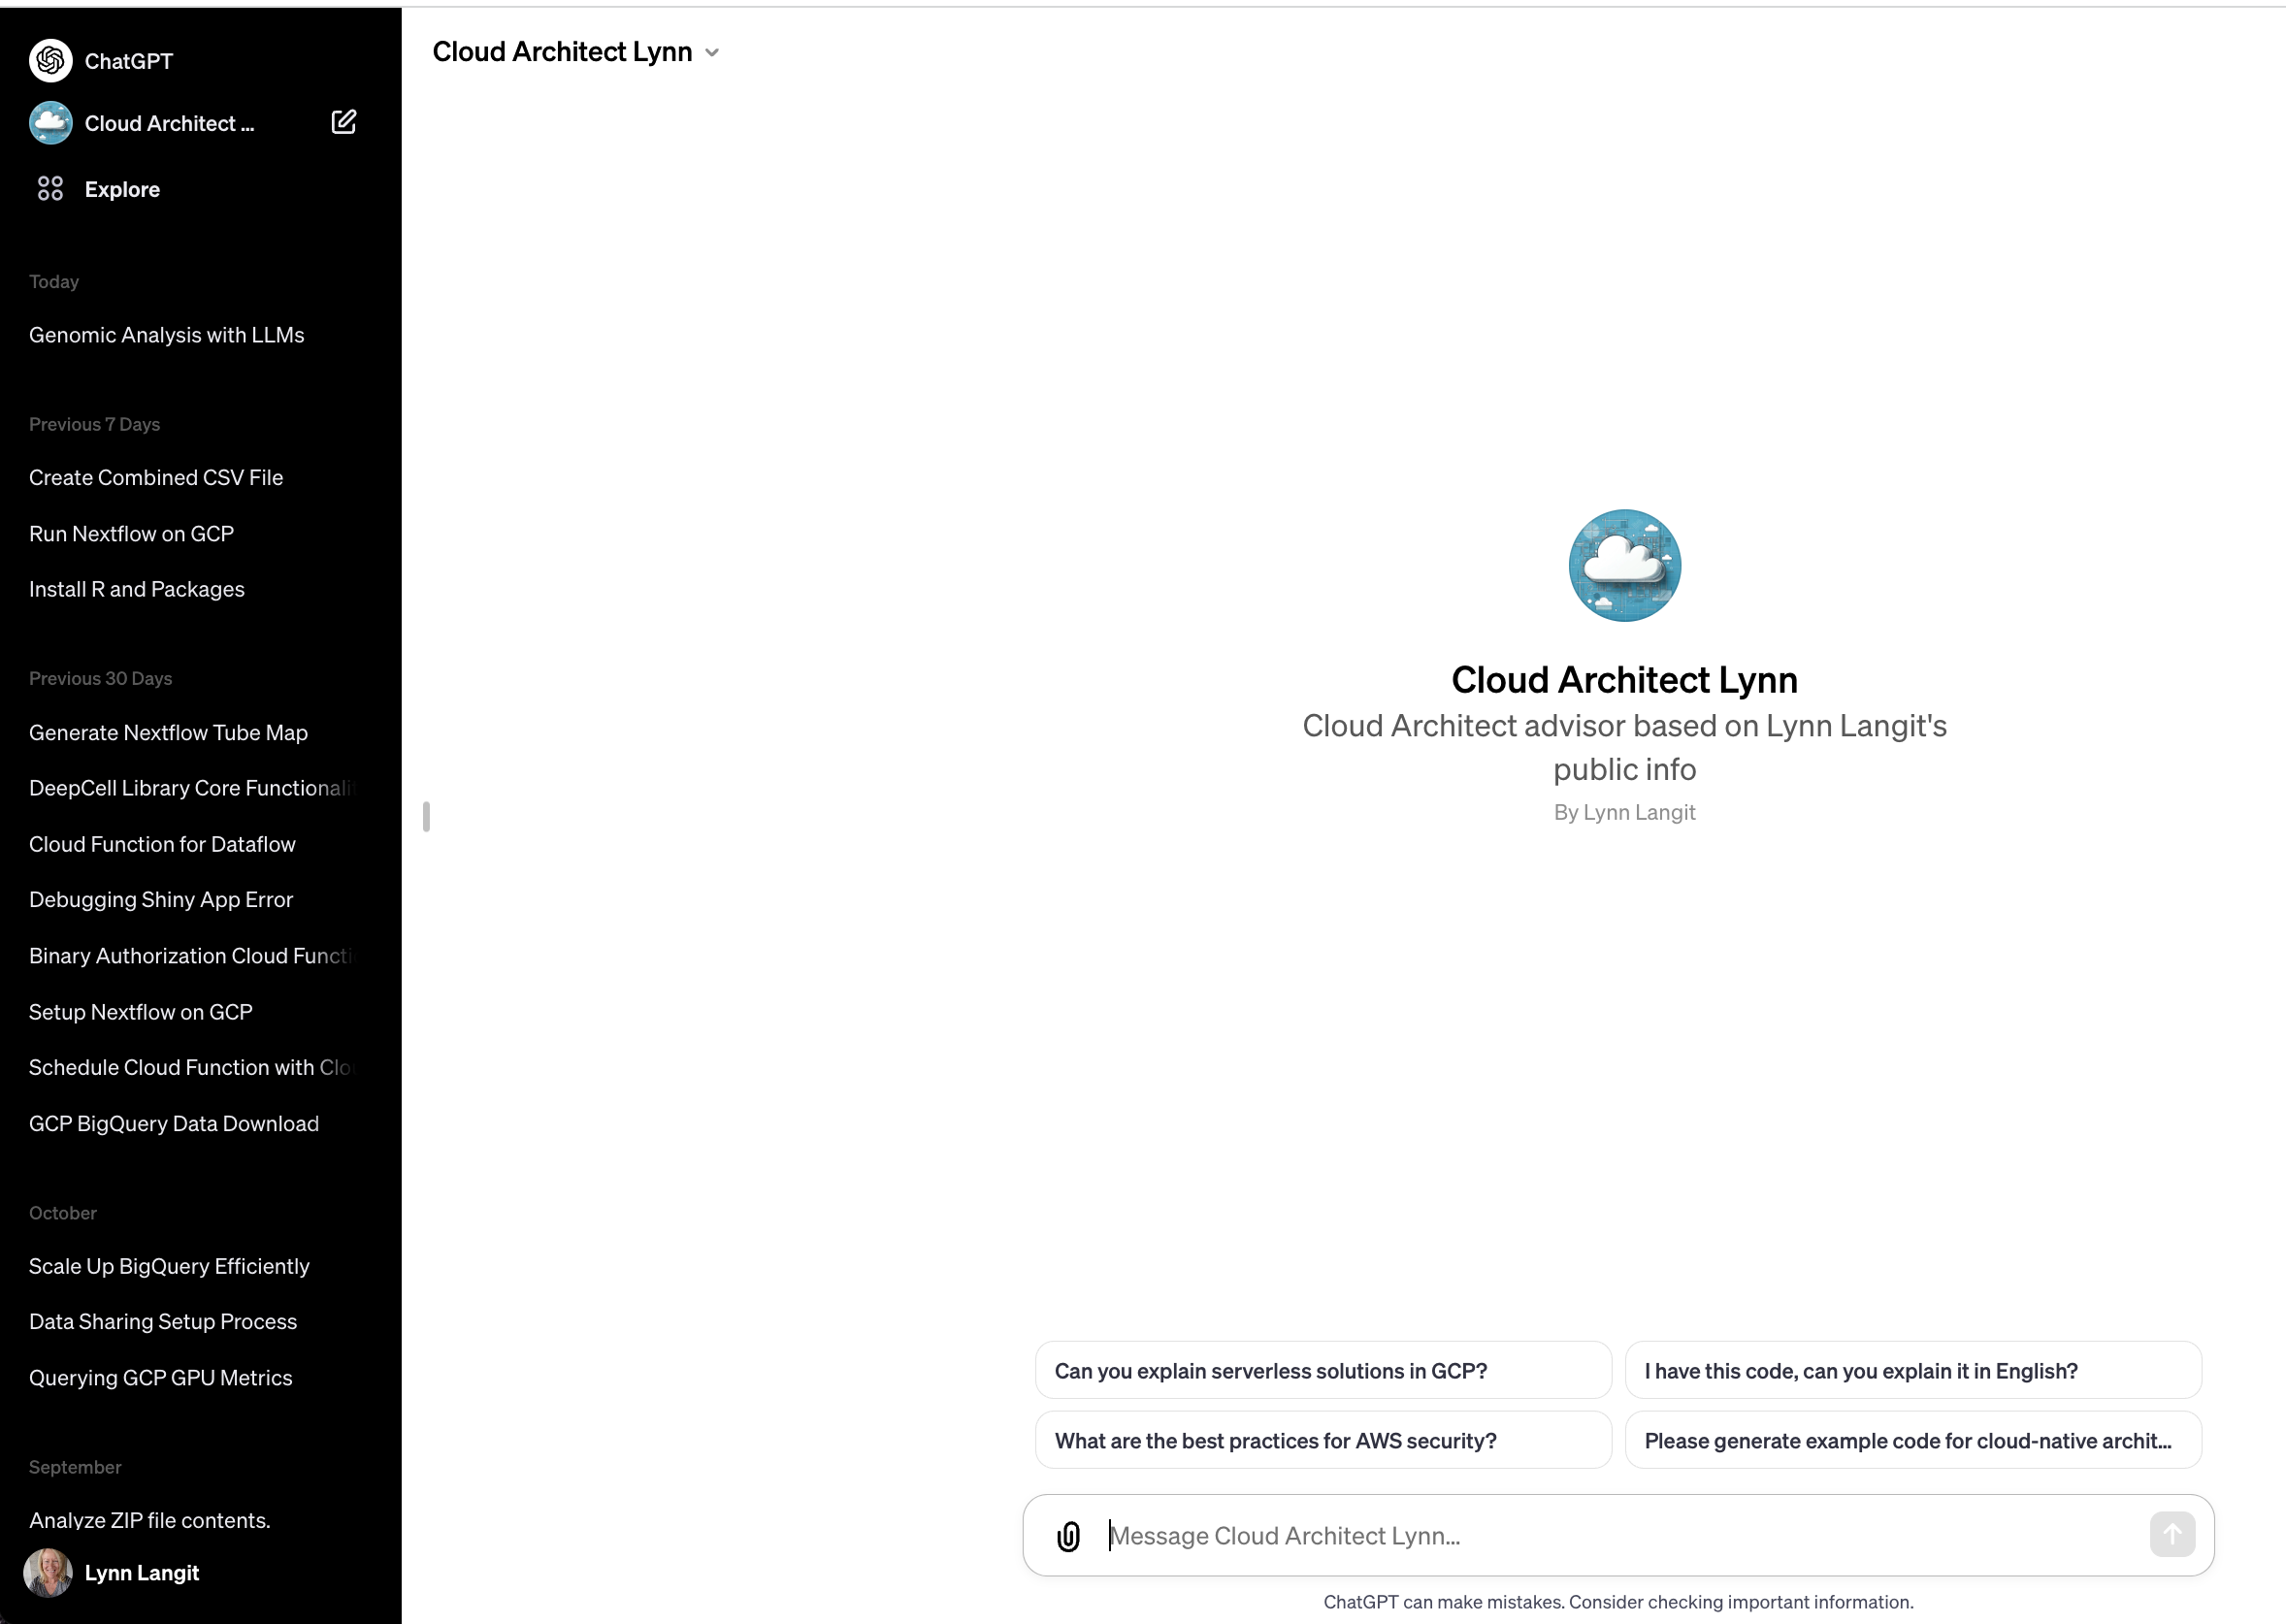 ChatGPT
Cloud Architect ...
Explore
Today
Genomic Analysis with LLMs
Previous 7 Days
Create Combined CSV File
Run Nextflow on GCP
Install R and Packages
Previous 30 Days
Generate Nextflow Tube Map
DeepCell Library Core Functionali
Cloud Function for Dataflow
Debugging Shiny App Error
Binary Authorization Cloud Functi
Setup Nextflow on GCP
Schedule Cloud Function with Clou
GCP BigQuery Data Download
October
Scale Up BigQuery Efficiently
Data Sharing Setup Process
Querying GCP GPU Metrics
September
Analyze ZIP file contents.
Lynn Langit
Cloud Architect Lynn
Cloud Architect Lynn
Cloud Architect advisor based on Lynn Langit's
public info
By Lynn Langit
Can you explain serverless solutions in GCP?
I have this code, can you explain it in English?
What are the best practices for AWS security?
Please generate example code for cloud-native archit...
Message Cloud Architect Lynn...
ChatGPT can make mistakes. Consider checking important information.